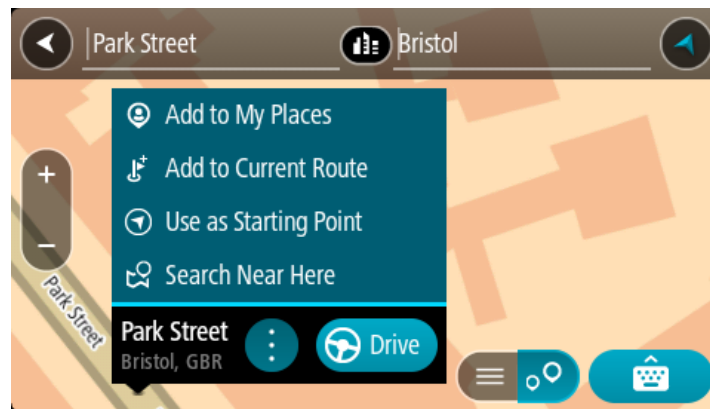 Park Street
Bristol
Add to My Places
Add to Current Route
Use as Starting Point
Search Near Here
+
−
Park Street
Park Street
Drive
Bristol, GBR